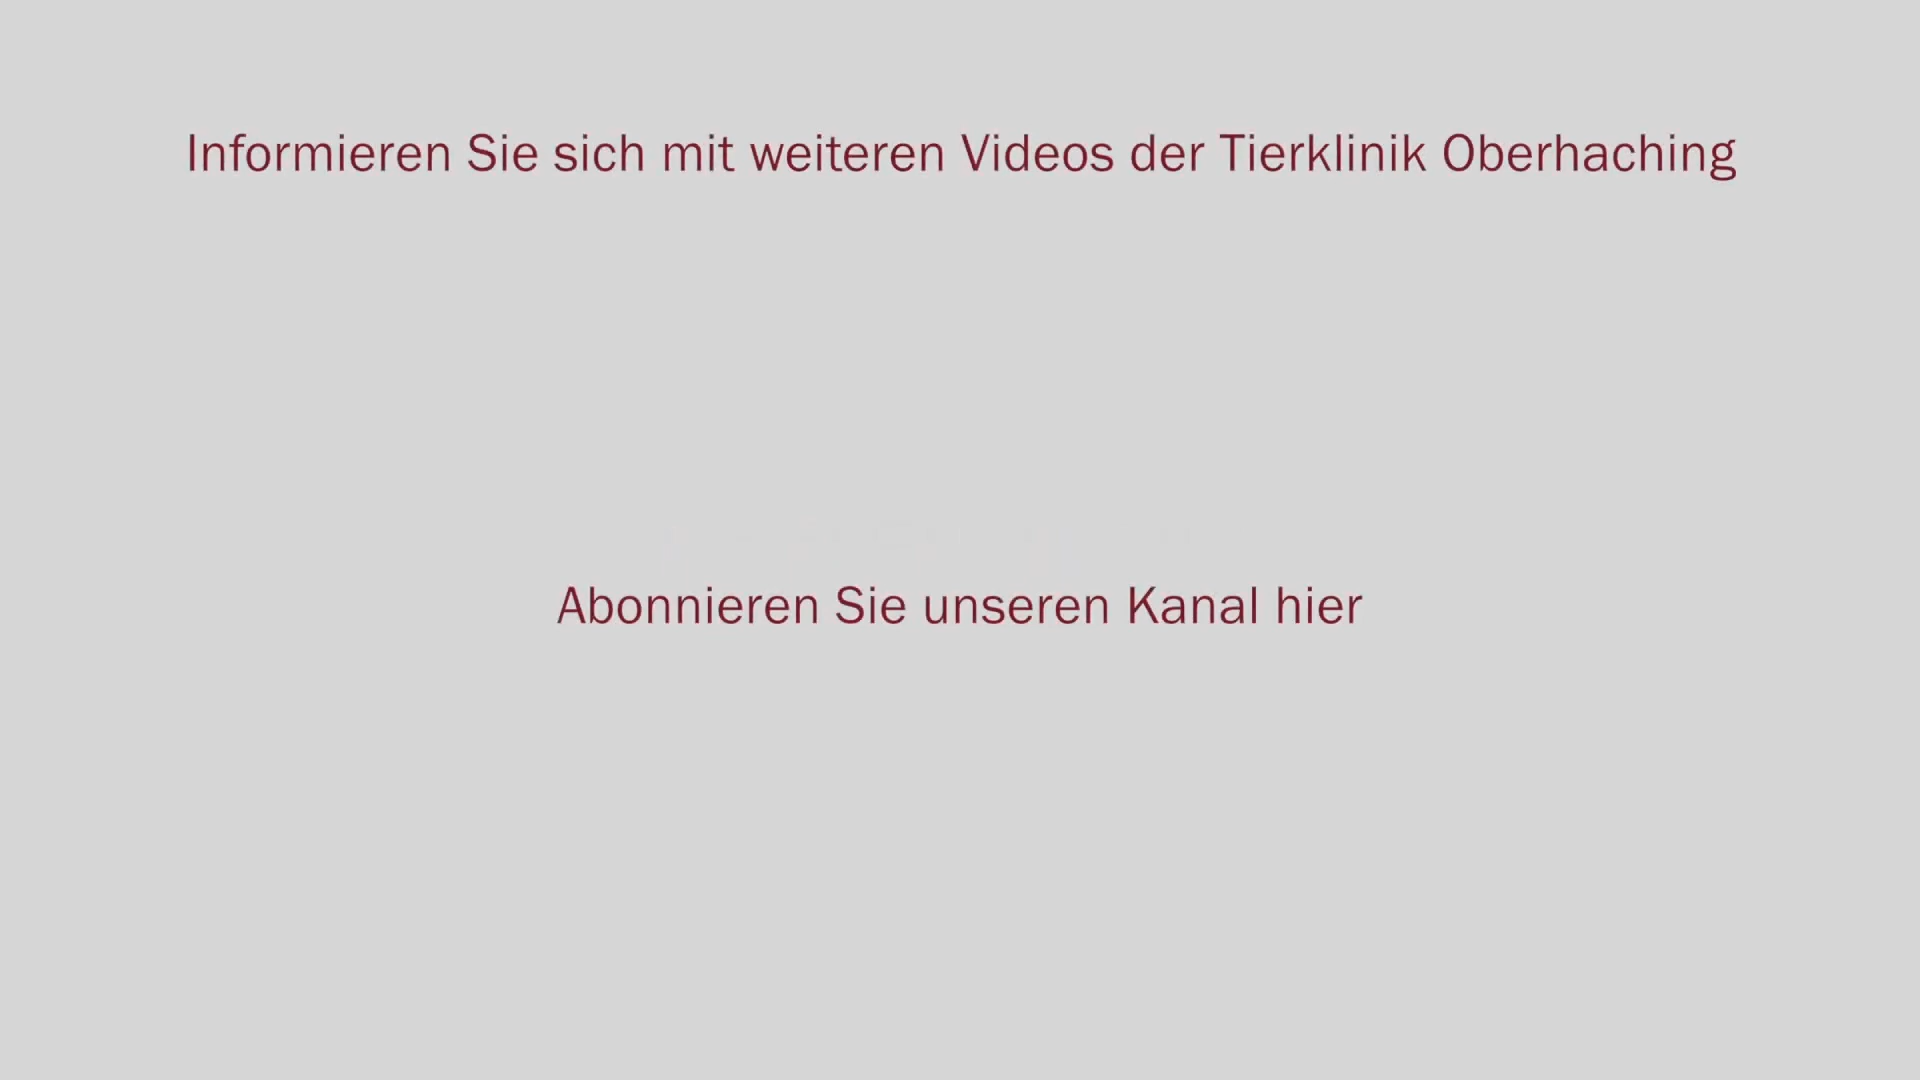 Informieren Sie sich mit weiteren Videos der Tierklinik Oberhaching
Abonnieren Sie unseren Kanal hier